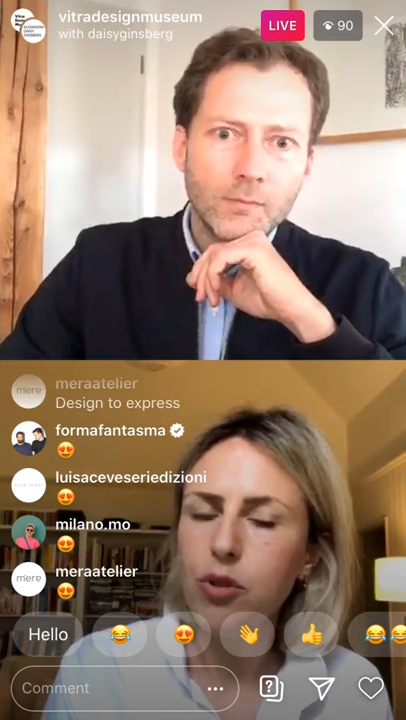 vitradesignmuseum
with daisyginsberg
LIVE
90
meraatelier
Design to express
formafantasma
luisaceveseriedizioni
milano.mo
meraatelier
Hello
Comment